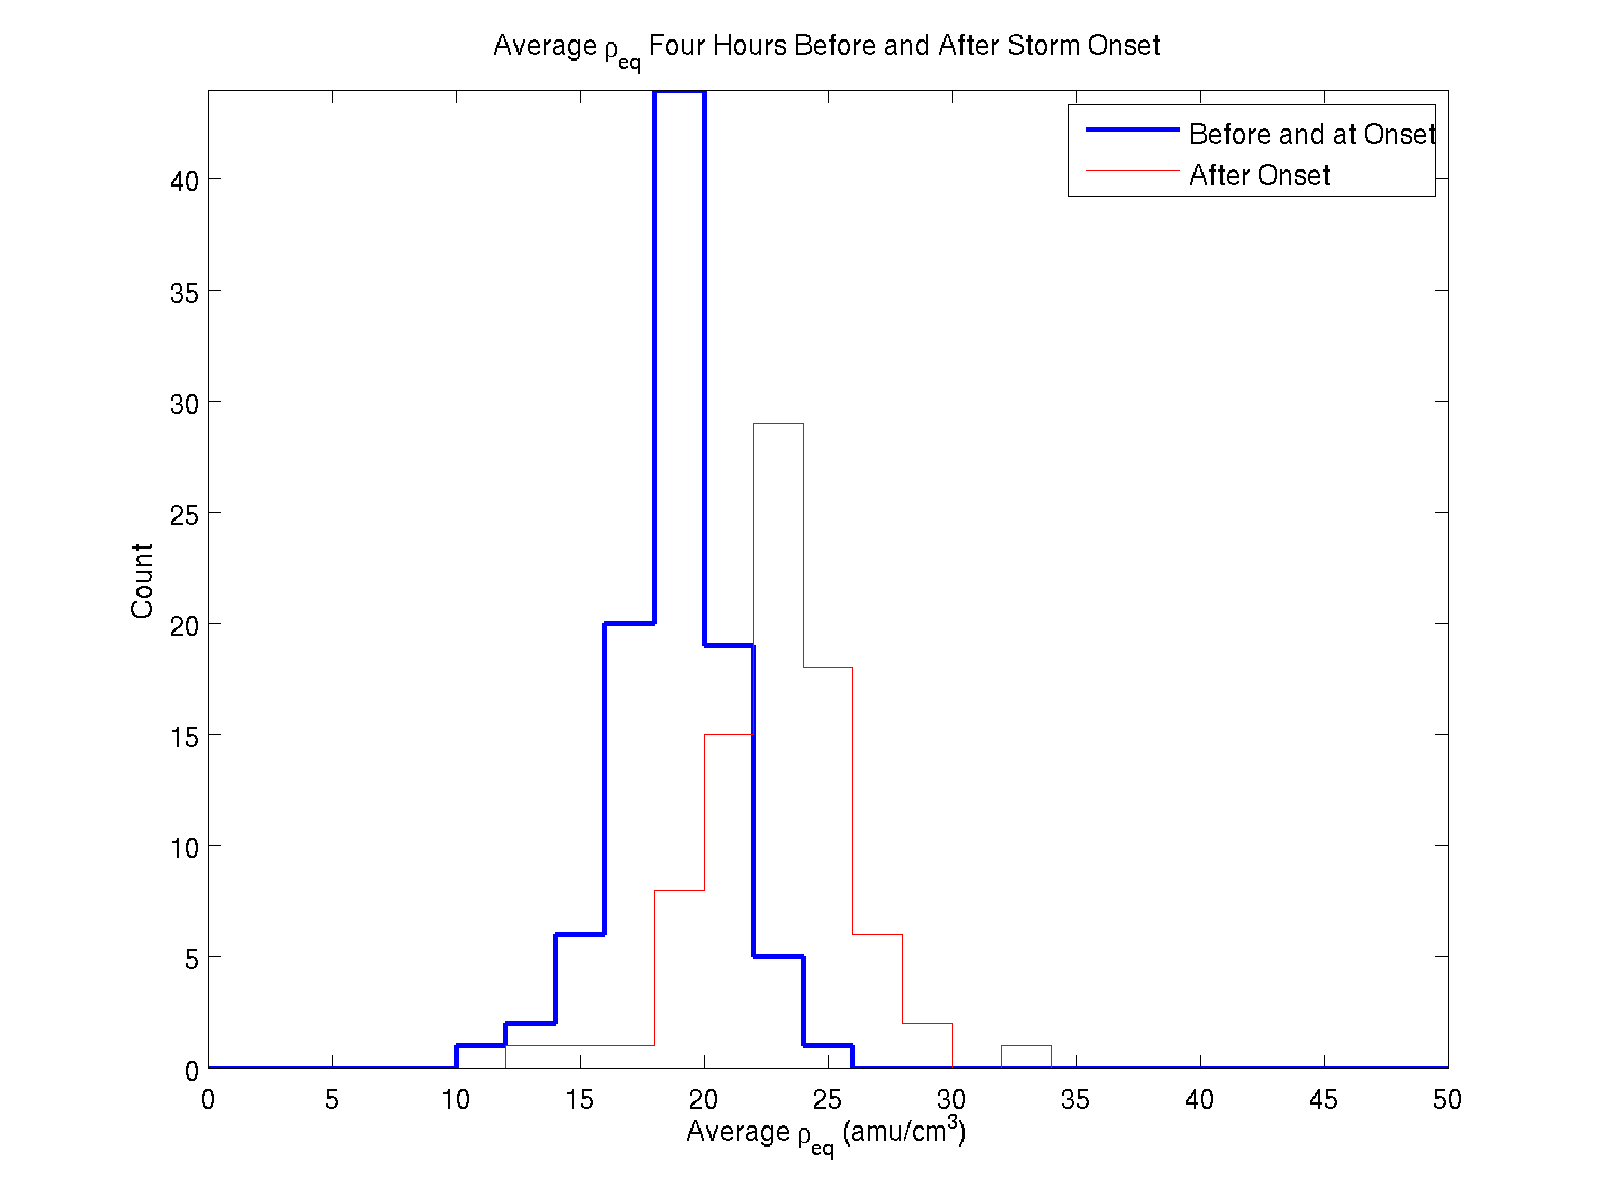 Average ρeq Four Hours Before and After Storm Onset
Before and at Onset
After Onset
40
35
30
25
20
15
10
5
0
Count
0 5 10 15 20 25 30 35 40 45 50
Average ρeq (amu/cm³)